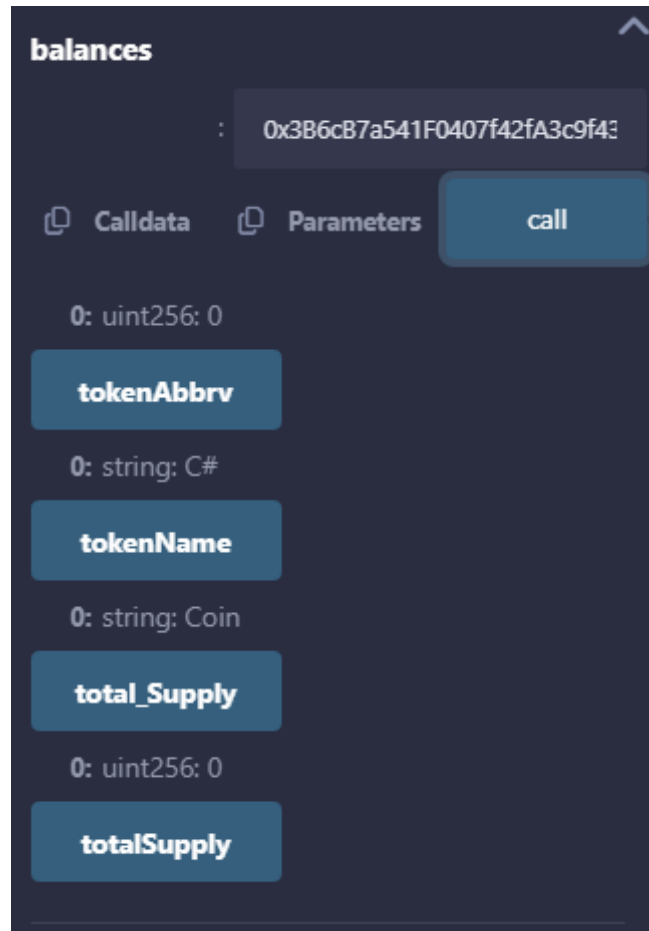 balances
: 0x3B6cB7a541F0407f42fA3c9f43
Calldata Parameters call
0: uint256: 0
tokenAbbrv
0: string: C#
tokenName
0: string: Coin
total_Supply
0: uint256: 0
totalSupply